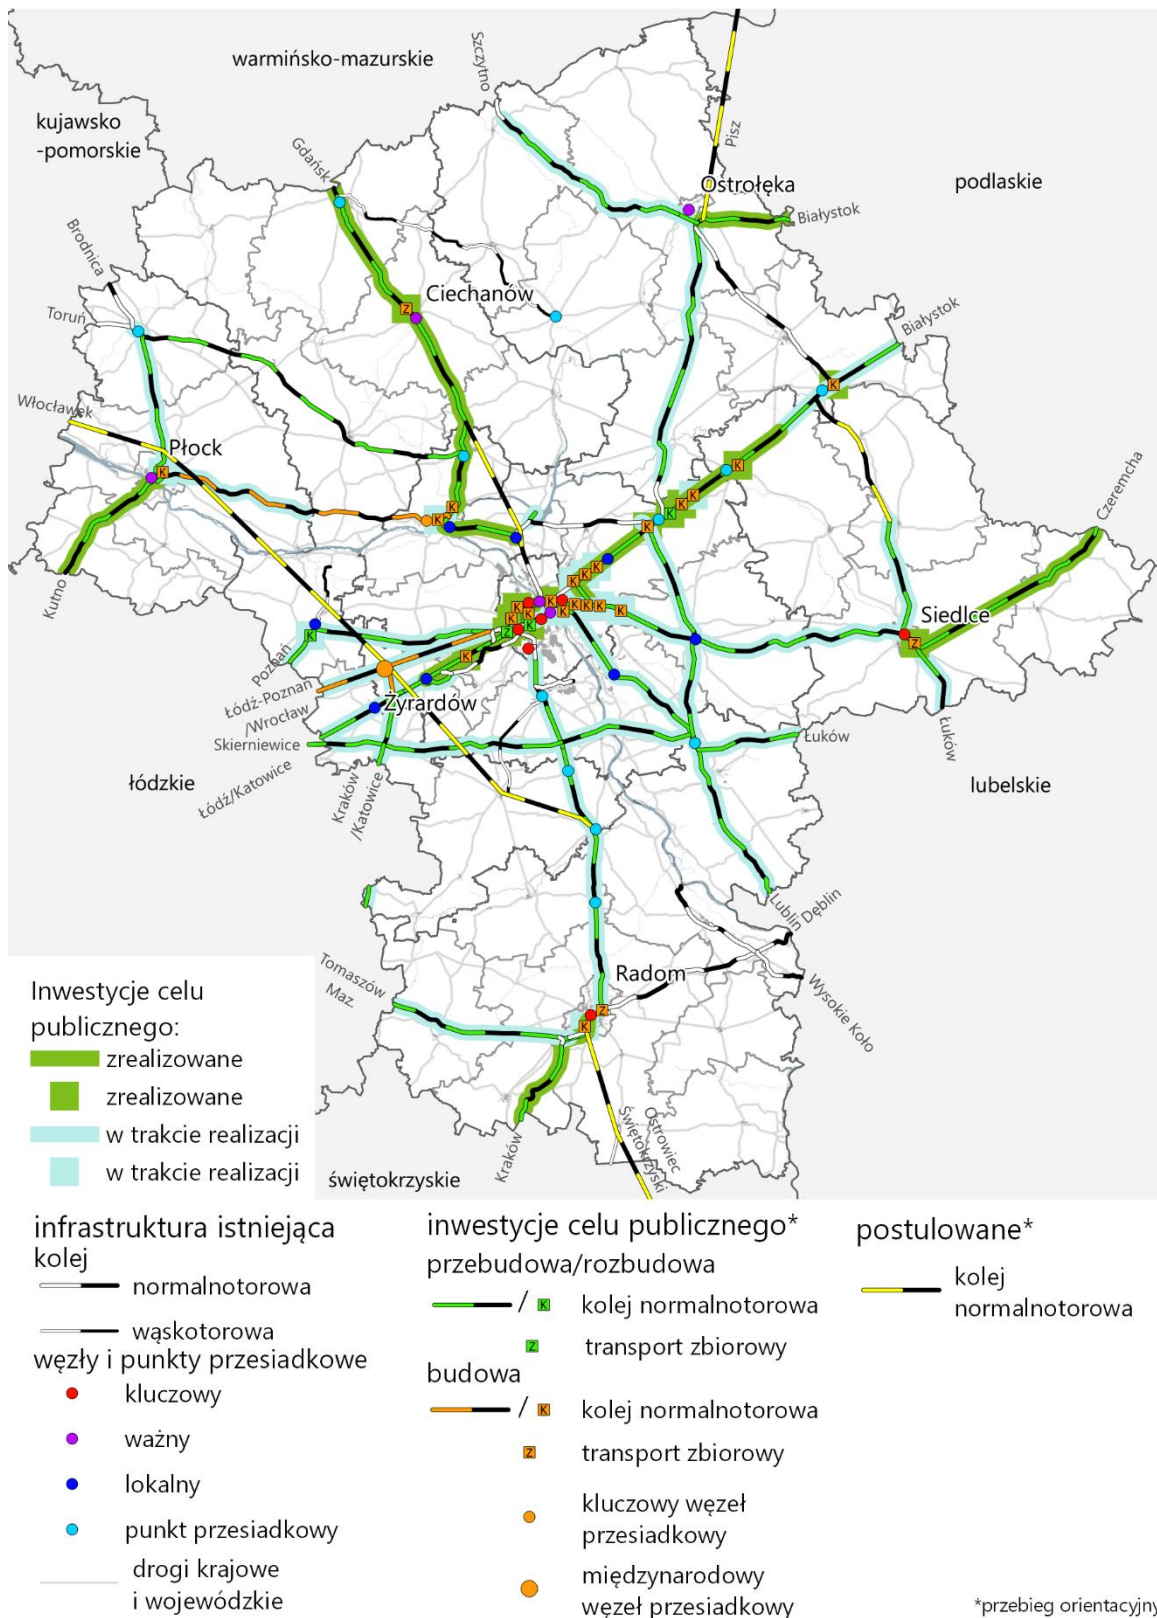 warmińsko-mazurskie
kujawsko
-pomorskie
podlaskie
łódzkie
lubelskie
świętokrzyskie
Szczytno
Pisz
Gdańsk
Ostrołęka
Białystok
Brodnica
Toruń
Ciechanów
Białystok
Włocławek
Płock
Czeremcha
Kutno
Siedlce
Poznań
Łódź-Poznań
/Wrocław
Żyrardów
Skierniewice
Łuków
Łuków
Łódź/Katowice
Kraków
/Katowice
Lublin Dęblin
Radom
Tomaszów
Maz.
Wysokie Koło
Kraków
Ostrowiec
Świętokrzyski
Inwestycje celu
publicznego:
zrealizowane
zrealizowane
w trakcie realizacji
w trakcie realizacji
infrastruktura istniejąca
kolej
normalnotorowa
wąskotorowa
węzły i punkty przesiadkowe
kluczowy
ważny
lokalny
punkt przesiadkowy
drogi krajowe
i wojewódzkie
inwestycje celu publicznego*
przebudowa/rozbudowa
/ K kolej normalnotorowa
Z transport zbiorowy
budowa
/ K kolej normalnotorowa
Z transport zbiorowy
kluczowy węzeł
przesiadkowy
międzynarodowy
węzeł przesiadkowy
postulowane*
kolej
normalnotorowa
*przebieg orientacyjny